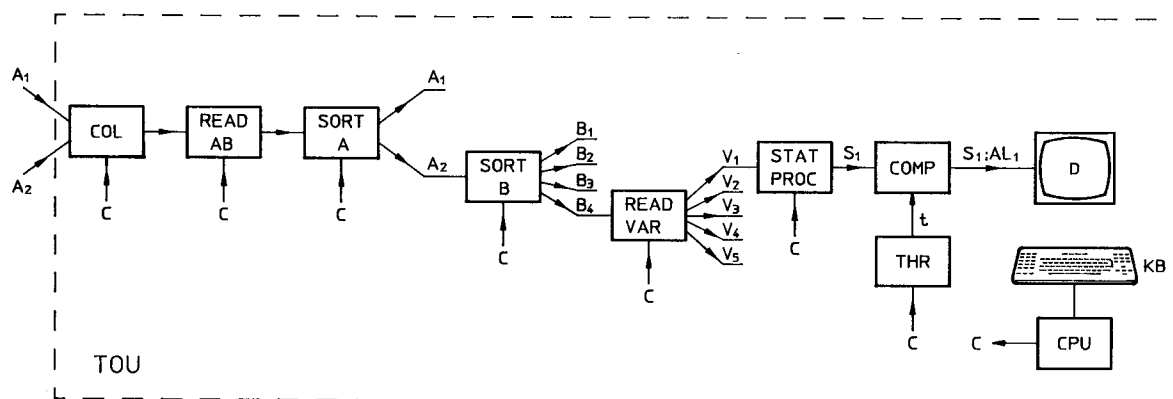 A1
A2
COL
C
READ
AB
C
SORT
A
C
A1
A2
SORT
B
C
B1
B2
B3
B4
READ
VAR
C
V1
V2
V3
V4
V5
STAT
PROC
C
S1
COMP
t
THR
C
S1;AL1
D
KB
CPU
C
TOU